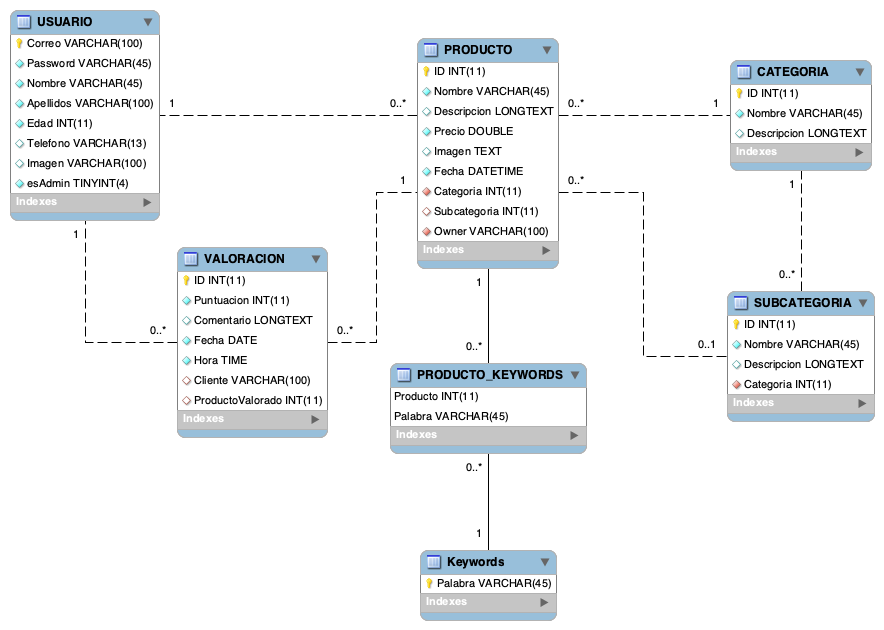 USUARIO
Correo VARCHAR(100)
Password VARCHAR(45)
Nombre VARCHAR(45)
Apellidos VARCHAR(100)
Edad INT(11)
Telefono VARCHAR(13)
Imagen VARCHAR(100)
esAdmin TINYINT(4)
Indexes
1
0..*
1
PRODUCTO
ID INT(11)
Nombre VARCHAR(45)
Descripcion LONGTEXT
Precio DOUBLE
Imagen TEXT
Fecha DATETIME
Categoria INT(11)
Subcategoria INT(11)
Owner VARCHAR(100)
Indexes
0..*
1
0..*
1
CATEGORIA
ID INT(11)
Nombre VARCHAR(45)
Descripcion LONGTEXT
Indexes
1
0..*
VALORACION
ID INT(11)
Puntuacion INT(11)
Comentario LONGTEXT
Fecha DATE
Hora TIME
Cliente VARCHAR(100)
ProductoValorado INT(11)
Indexes
0..*
0..*
1
0..*
0..1
SUBCATEGORIA
ID INT(11)
Nombre VARCHAR(45)
Descripcion LONGTEXT
Categoria INT(11)
Indexes
PRODUCTO_KEYWORDS
Producto INT(11)
Palabra VARCHAR(45)
Indexes
0..*
1
Keywords
Palabra VARCHAR(45)
Indexes